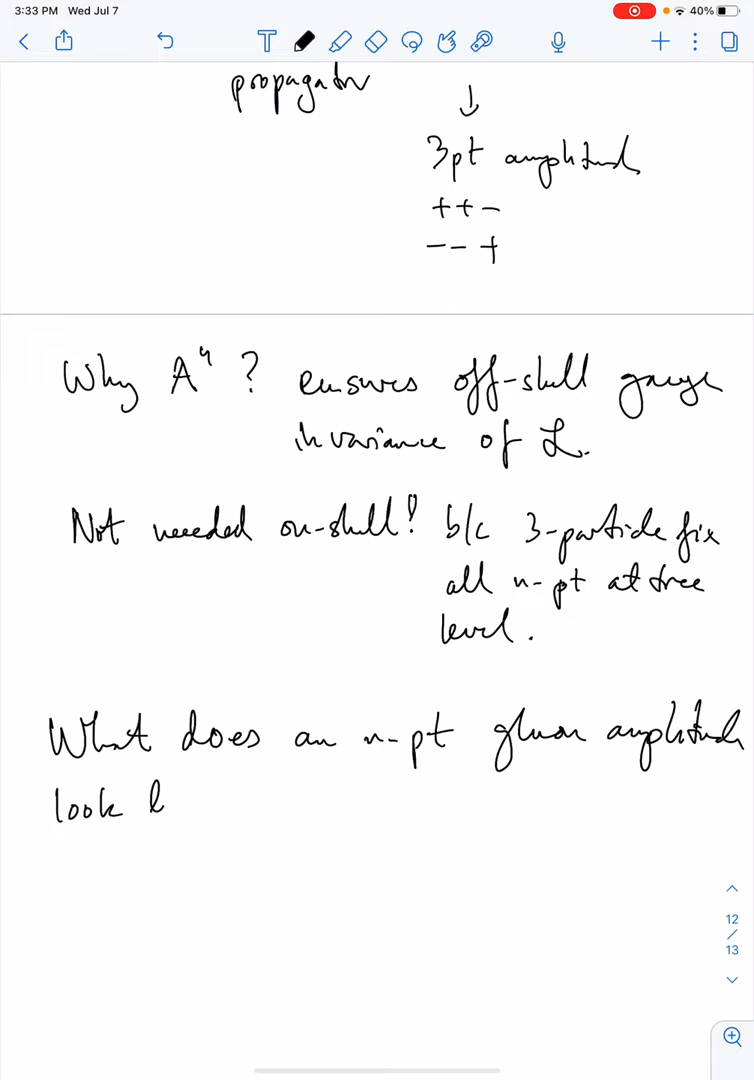 3:33 PM Wed Jul 7
40%
T
propagator
3pt amplitude
++−
−−+
Why A⁴ ? ensures off-shell gauge
invariance of L.
Not needed on-shell! b/c 3-particle fix
all n-pt at tree
level.
What does an n-pt gluon amplitude
look l
12
/
13